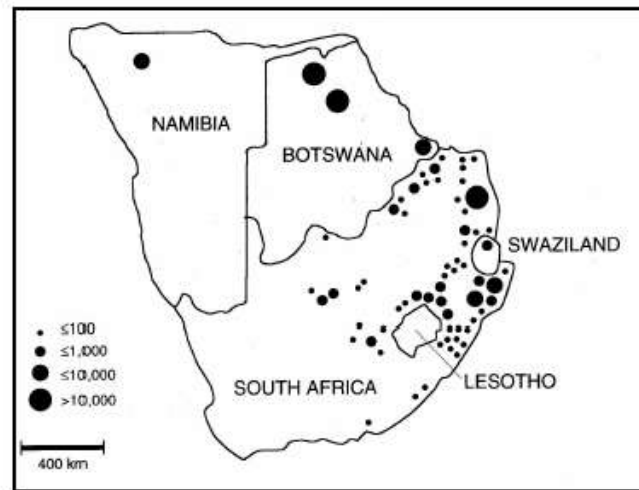 NAMIBIA
BOTSWANA
SWAZILAND
≤100
≤1,000
≤10,000
>10,000
SOUTH AFRICA
LESOTHO
400 km